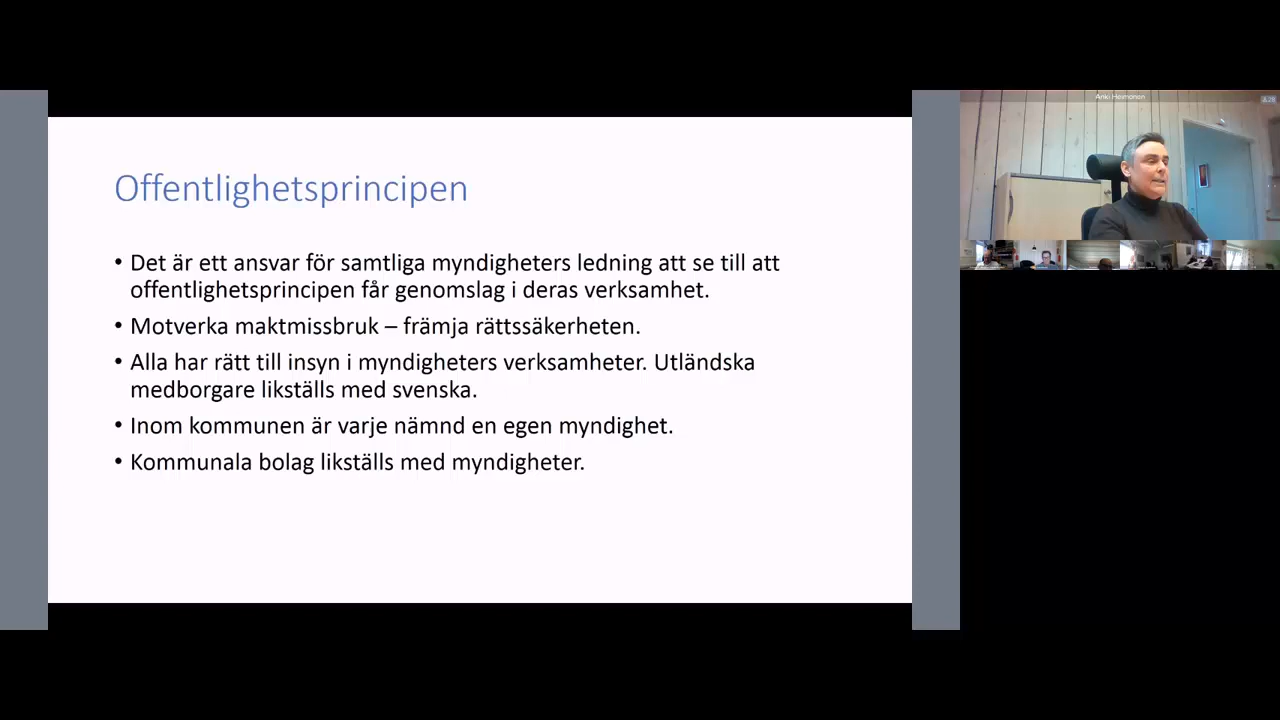 Offentlighetsprincipen
• Det är ett ansvar för samtliga myndigheters ledning att se till att
offentlighetsprincipen får genomslag i deras verksamhet.
• Motverka maktmissbruk – främja rättssäkerheten.
• Alla har rätt till insyn i myndigheters verksamheter. Utländska
medborgare likställs med svenska.
• Inom kommunen är varje nämnd en egen myndighet.
• Kommunala bolag likställs med myndigheter.
Anki Heimonen